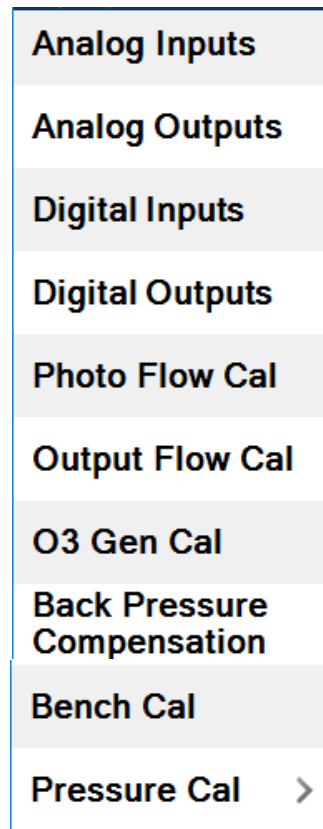 Analog Inputs
Analog Outputs
Digital Inputs
Digital Outputs
Photo Flow Cal
Output Flow Cal
O3 Gen Cal
Back Pressure
Compensation
Bench Cal
Pressure Cal